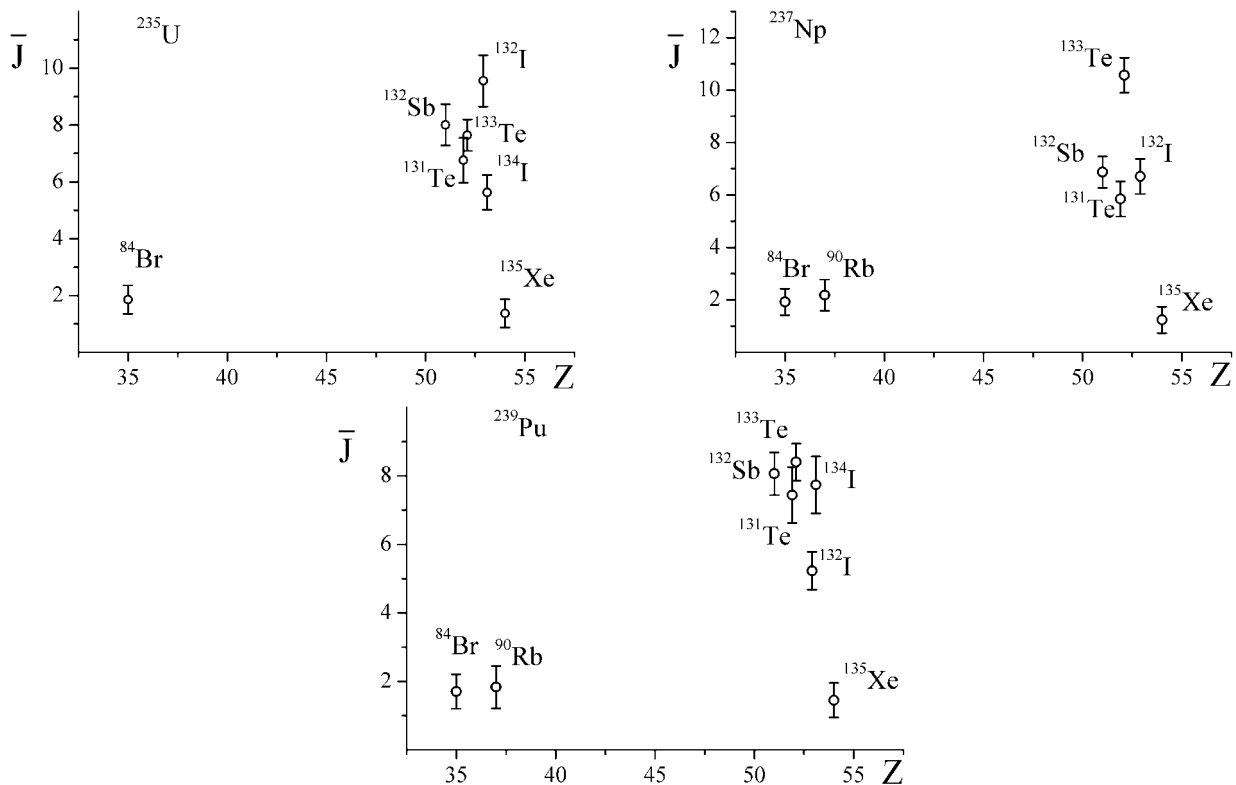 ²³⁵U
J̅
10
8
6
4
2
¹³²I
¹³²Sb
¹³³Te
¹³¹Te
¹³⁴I
⁸⁴Br
¹³⁵Xe
35 40 45 50 55 Z
²³⁷Np
J̅
12
10
8
6
4
2
¹³³Te
¹³²Sb
¹³²I
¹³¹Te
⁸⁴Br
⁹⁰Rb
¹³⁵Xe
35 40 45 50 55 Z
²³⁹Pu
J̅
8
6
4
2
¹³³Te
¹³²Sb
¹³⁴I
¹³¹Te
¹³²I
⁸⁴Br
⁹⁰Rb
¹³⁵Xe
35 40 45 50 55 Z